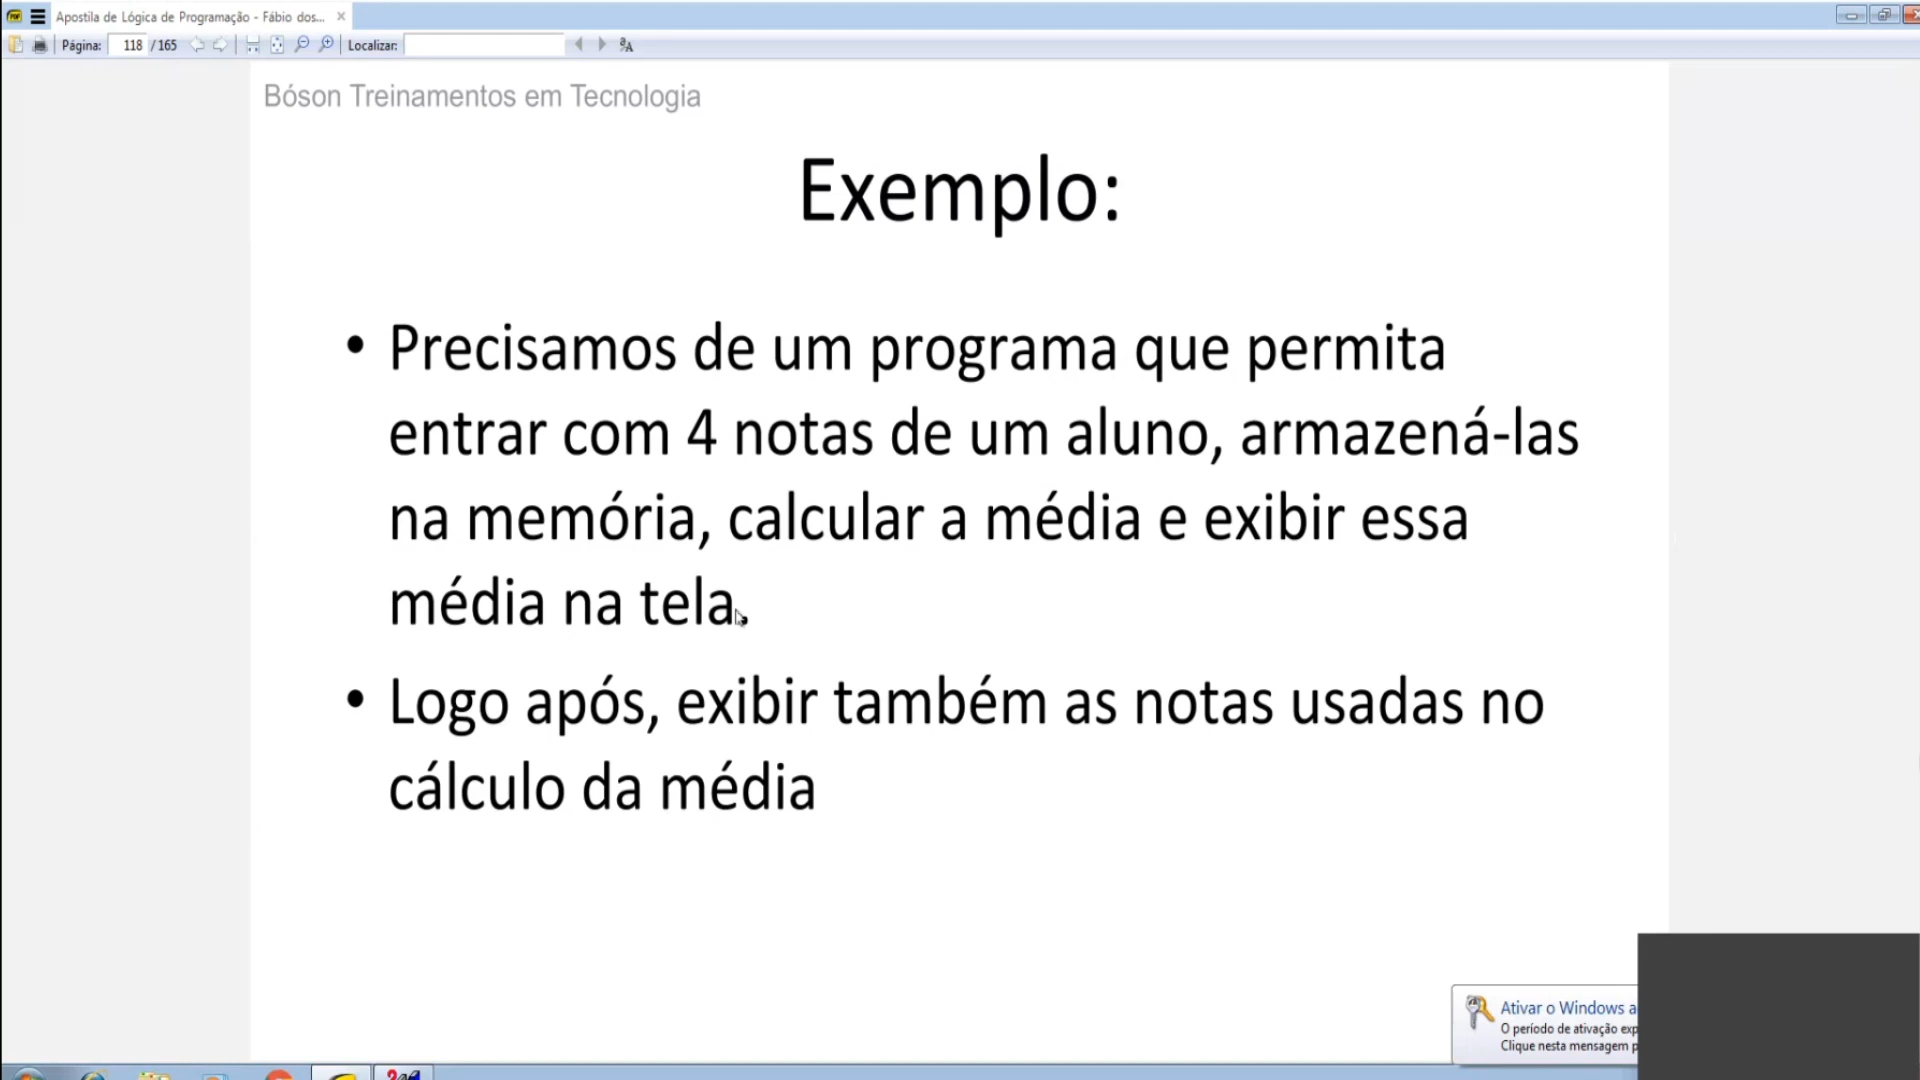 Apostila de Lógica de Programação - Fábio dos...
Página: 118 / 165 Localizar:
Bóson Treinamentos em Tecnologia
Exemplo:
• Precisamos de um programa que permita
entrar com 4 notas de um aluno, armazená-las
na memória, calcular a média e exibir essa
média na tela.
• Logo após, exibir também as notas usadas no
cálculo da média
Ativar o Windows a
O período de ativação exp
Clique nesta mensagem p